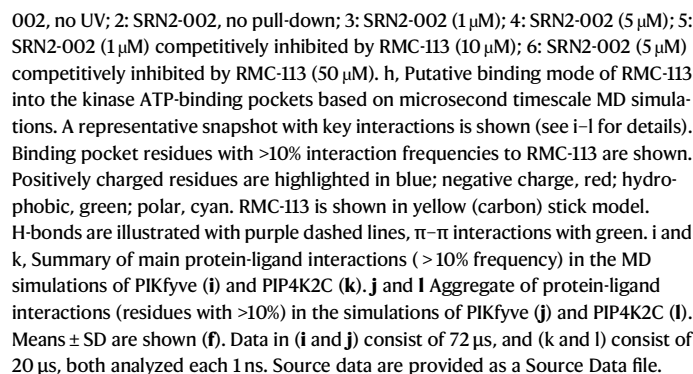 002, no UV; 2: SRN2-002, no pull-down; 3: SRN2-002 (1 μM); 4: SRN2-002 (5 μM); 5:
SRN2-002 (1 μM) competitively inhibited by RMC-113 (10 μM); 6: SRN2-002 (5 μM)
competitively inhibited by RMC-113 (50 μM). h, Putative binding mode of RMC-113
into the kinase ATP-binding pockets based on microsecond timescale MD simula-
tions. A representative snapshot with key interactions is shown (see i–l for details).
Binding pocket residues with >10% interaction frequencies to RMC-113 are shown.
Positively charged residues are highlighted in blue; negative charge, red; hydro-
phobic, green; polar, cyan. RMC-113 is shown in yellow (carbon) stick model.
H-bonds are illustrated with purple dashed lines, π–π interactions with green. i and
k, Summary of main protein-ligand interactions ( > 10% frequency) in the MD
simulations of PIKfyve (i) and PIP4K2C (k). j and l Aggregate of protein-ligand
interactions (residues with >10%) in the simulations of PIKfyve (j) and PIP4K2C (l).
Means ± SD are shown (f). Data in (i and j) consist of 72 μs, and (k and l) consist of
20 μs, both analyzed each 1 ns. Source data are provided as a Source Data file.